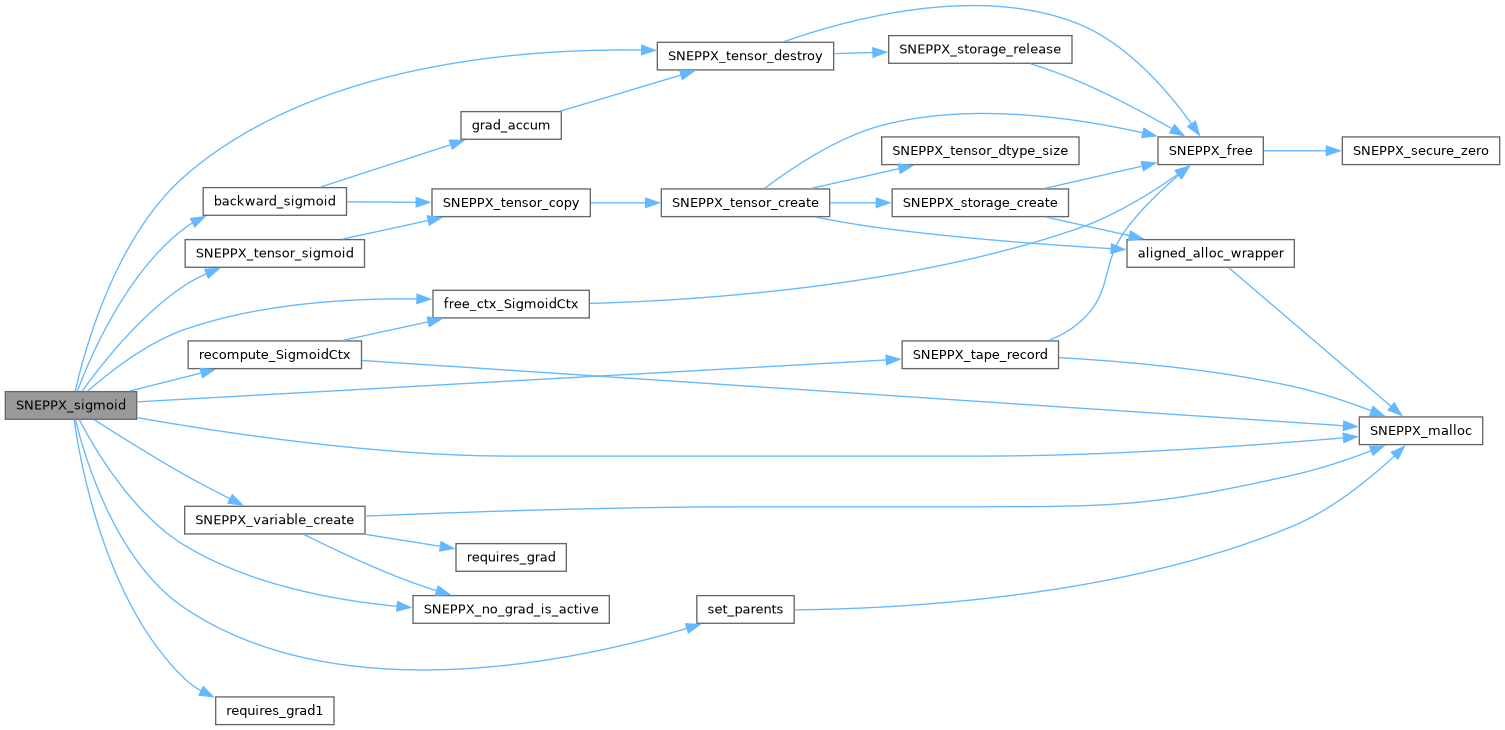 SNEPPX_tensor_destroy
SNEPPX_storage_release
grad_accum
SNEPPX_tensor_dtype_size
SNEPPX_free
SNEPPX_secure_zero
backward_sigmoid
SNEPPX_tensor_copy
SNEPPX_tensor_create
SNEPPX_storage_create
SNEPPX_tensor_sigmoid
aligned_alloc_wrapper
free_ctx_SigmoidCtx
recompute_SigmoidCtx
SNEPPX_tape_record
SNEPPX_sigmoid
SNEPPX_malloc
SNEPPX_variable_create
requires_grad
SNEPPX_no_grad_is_active
set_parents
requires_grad1